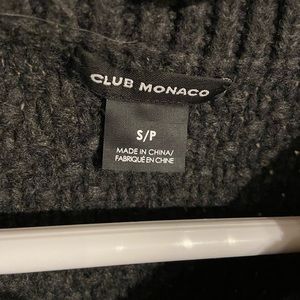 CLUB MONACO
S/P
MADE IN CHINA/
FABRIQUÉ EN CHINE